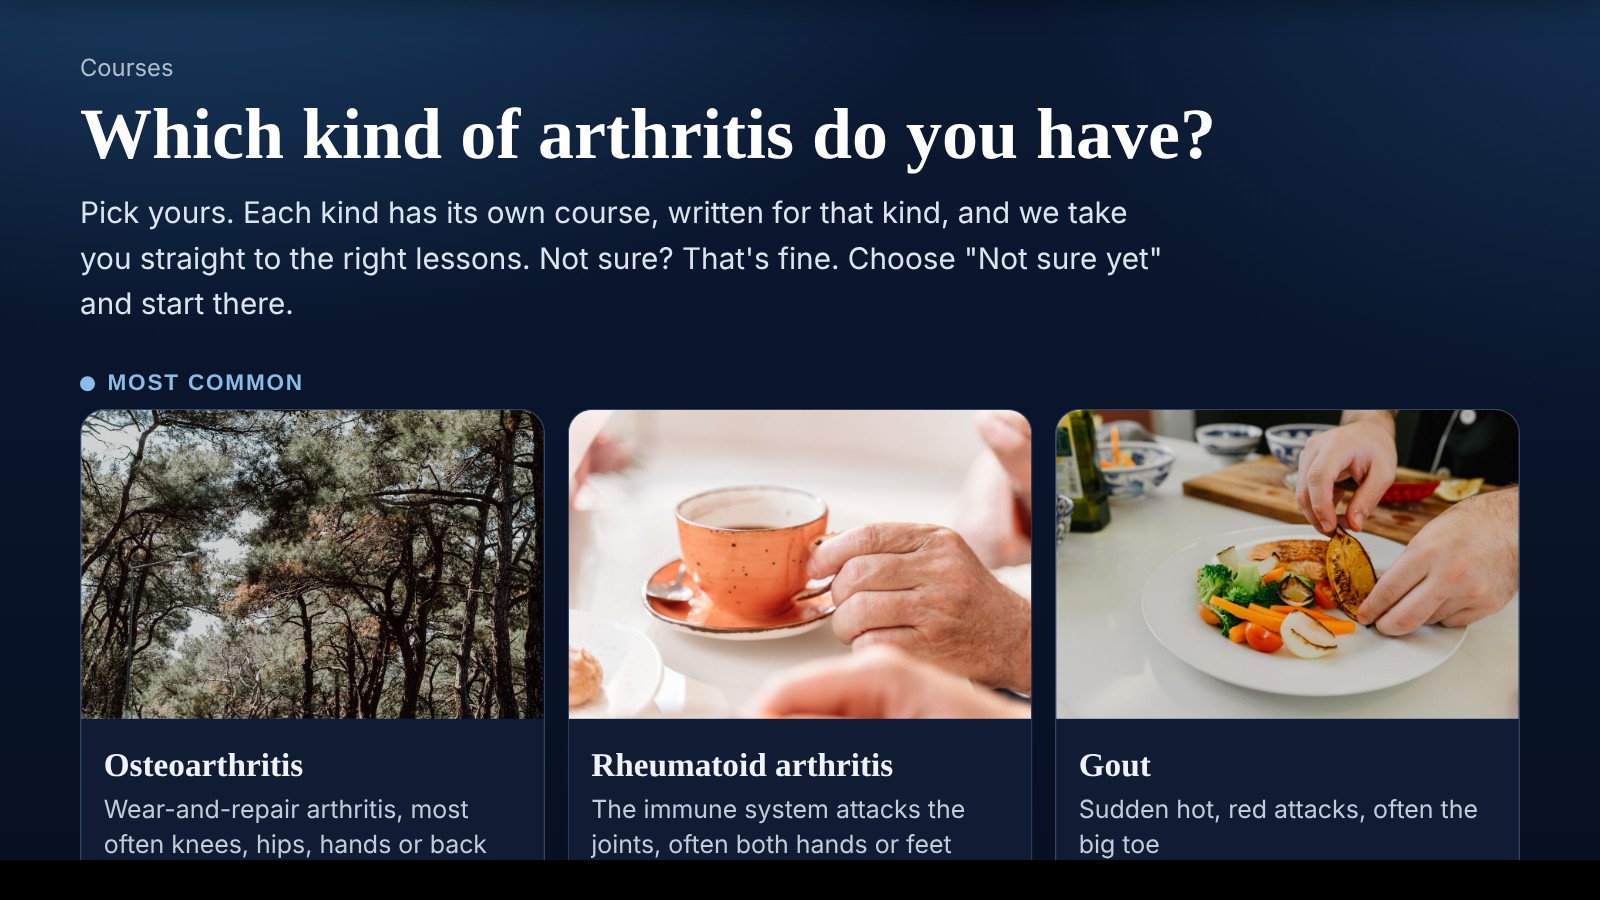 Courses
Which kind of arthritis do you have?
Pick yours. Each kind has its own course, written for that kind, and we take
you straight to the right lessons. Not sure? That's fine. Choose "Not sure yet"
and start there.
MOST COMMON
Osteoarthritis
Wear-and-repair arthritis, most
often knees, hips, hands or back
Rheumatoid arthritis
The immune system attacks the
joints, often both hands or feet
Gout
Sudden hot, red attacks, often the
big toe